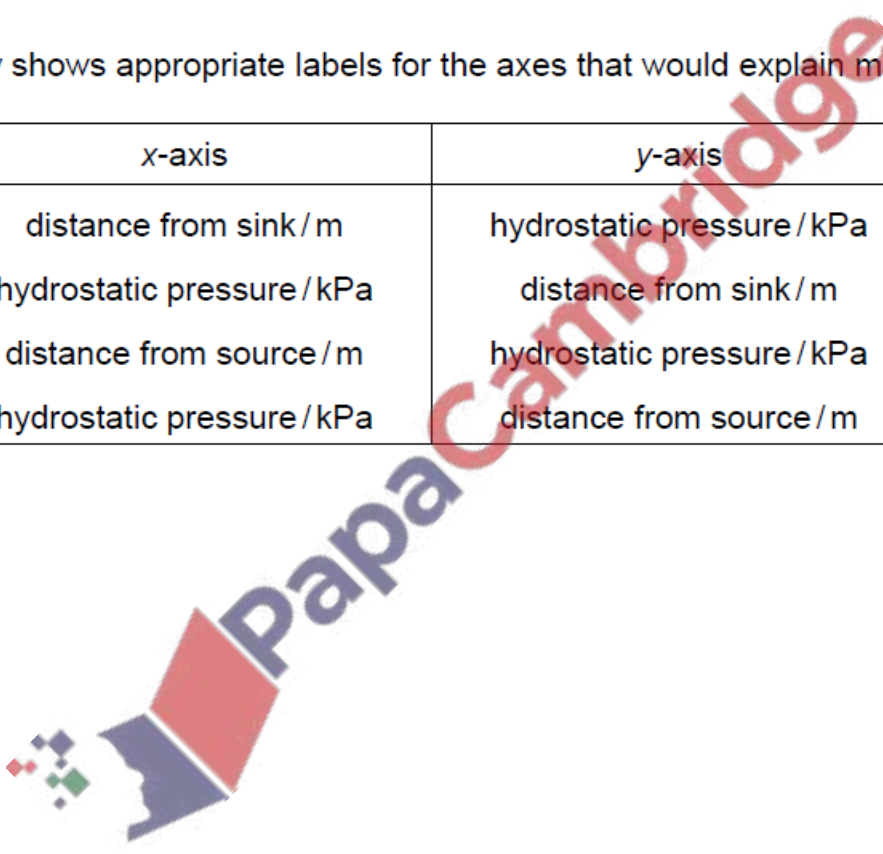 shows appropriate labels for the axes that would explain m
x-axis y-axis
distance from sink / m hydrostatic pressure / kPa
hydrostatic pressure / kPa distance from sink / m
distance from source / m hydrostatic pressure / kPa
hydrostatic pressure / kPa distance from source / m
PapaCambridge